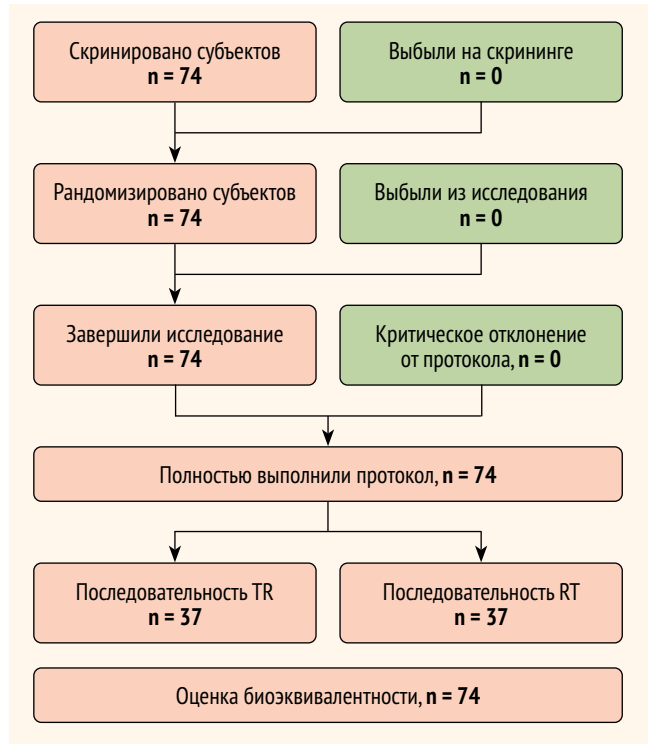 Скринировано субъектов
n = 74
Выбыли на скрининге
n = 0
Рандомизировано субъектов
n = 74
Выбыли из исследования
n = 0
Завершили исследование
n = 74
Критическое отклонение
от протокола, n = 0
Полностью выполнили протокол, n = 74
Последовательность TR
n = 37
Последовательность RT
n = 37
Оценка биоэквивалентности, n = 74